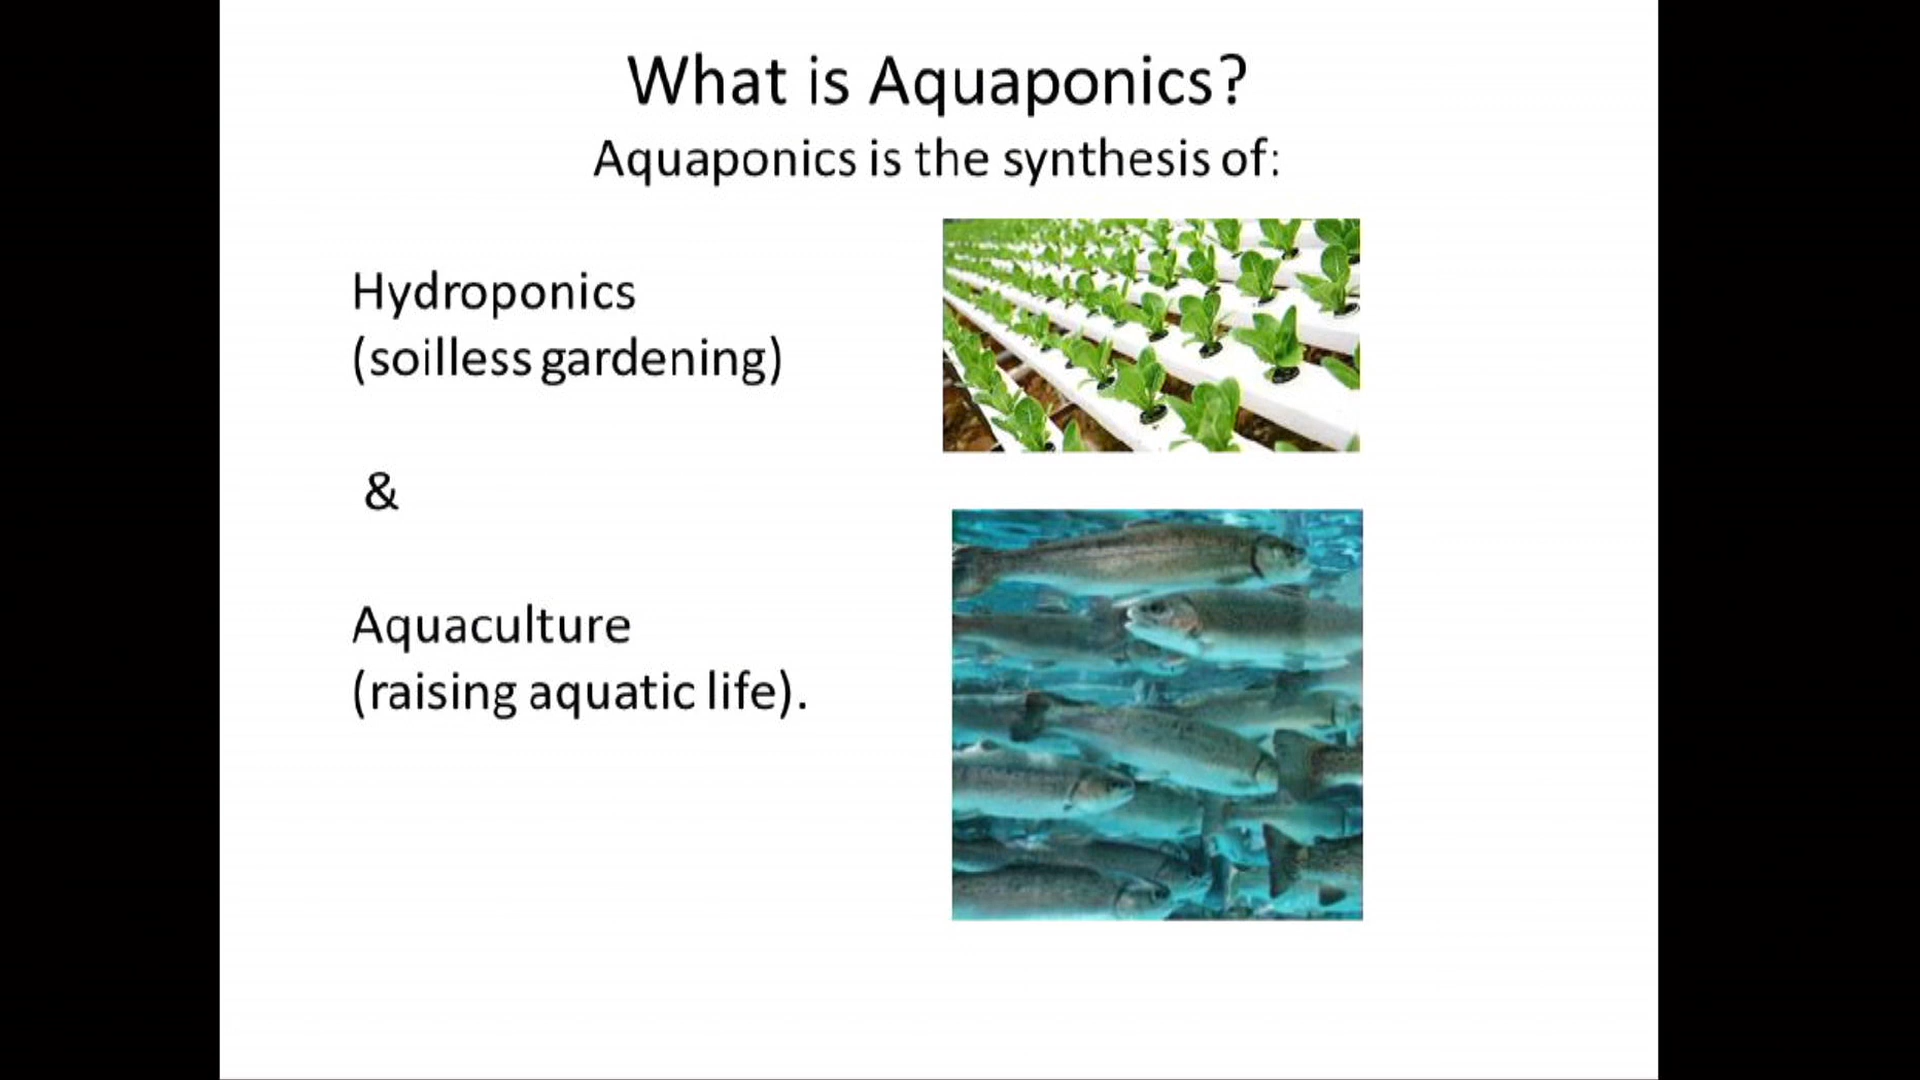 What is Aquaponics?
Aquaponics is the synthesis of:
Hydroponics
(soilless gardening)
&
Aquaculture
(raising aquatic life).